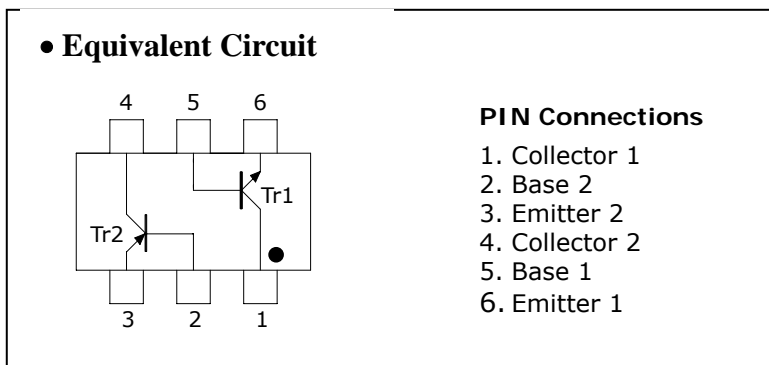 • Equivalent Circuit
4 5 6
Tr1
Tr2
3 2 1
PIN Connections
1. Collector 1
2. Base 2
3. Emitter 2
4. Collector 2
5. Base 1
6. Emitter 1